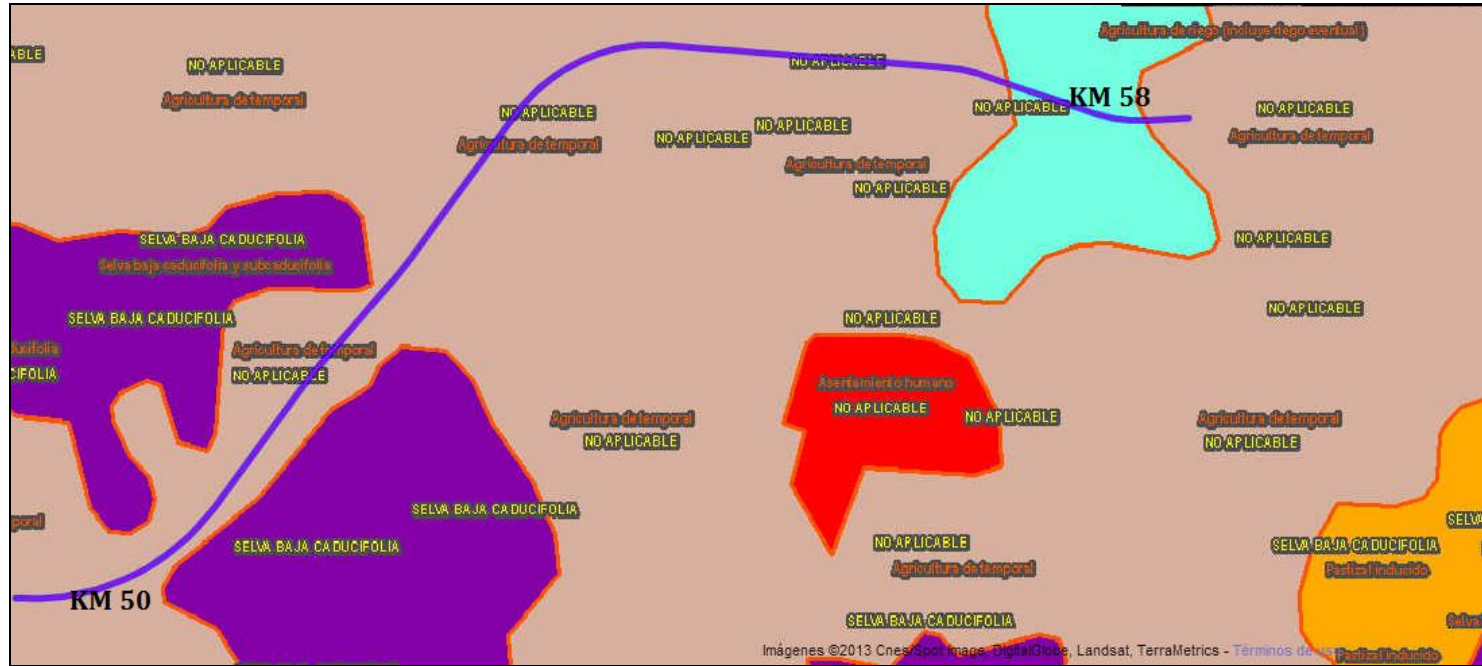 Agricultura de riego (incluye riego eventual)
CABLE
NO APLICABLE
NO APLICABLE
Agricultura de temporal
KM 58
NO APLICABLE
NO APLICABLE
NO APLICABLE
NO APLICABLE
NO APLICABLE
Agricultura de temporal
Agricultura de temporal
Agricultura de temporal
NO APLICABLE
SELVA BAJA CADUCIFOLIA
NO APLICABLE
Selva baja caducifolia y subcaducifolia
NO APLICABLE
SELVA BAJA CADUCIFOLIA
NO APLICABLE
ducifolia
Agricultura de temporal
CIFOLIA
NO APLICABLE
Asentamiento humano
NO APLICABLE
NO APLICABLE
Agricultura de temporal
NO APLICABLE
Agricultura de temporal
NO APLICABLE
SELVA BAJA CADUCIFOLIA
poral
SELVA
SELVA BAJA CADUCIFOLIA
NO APLICABLE
SELVA BAJA CADUCIFOLIA
Agricultura de temporal
Pastizal inducido
KM 50
SELVA BAJA CADUCIFOLIA
Selva
Imágenes ©2013 Cnes/Spot Image, DigitalGlobe, Landsat, TerraMetrics - Términos de uso
Pastizal inducido